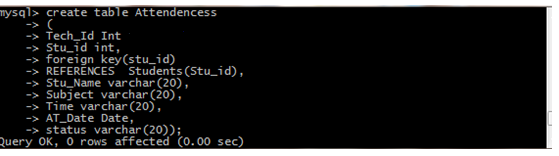 mysql> create table Attendencess
-> (
-> Tech_Id Int
-> Stu_id int,
-> foreign key(stu_id)
-> REFERENCES Students(Stu_id),
-> Stu_Name varchar(20),
-> Subject varchar(20),
-> Time varchar(20),
-> AT_Date Date,
-> status varchar(20));
Query OK, 0 rows affected (0.00 sec)